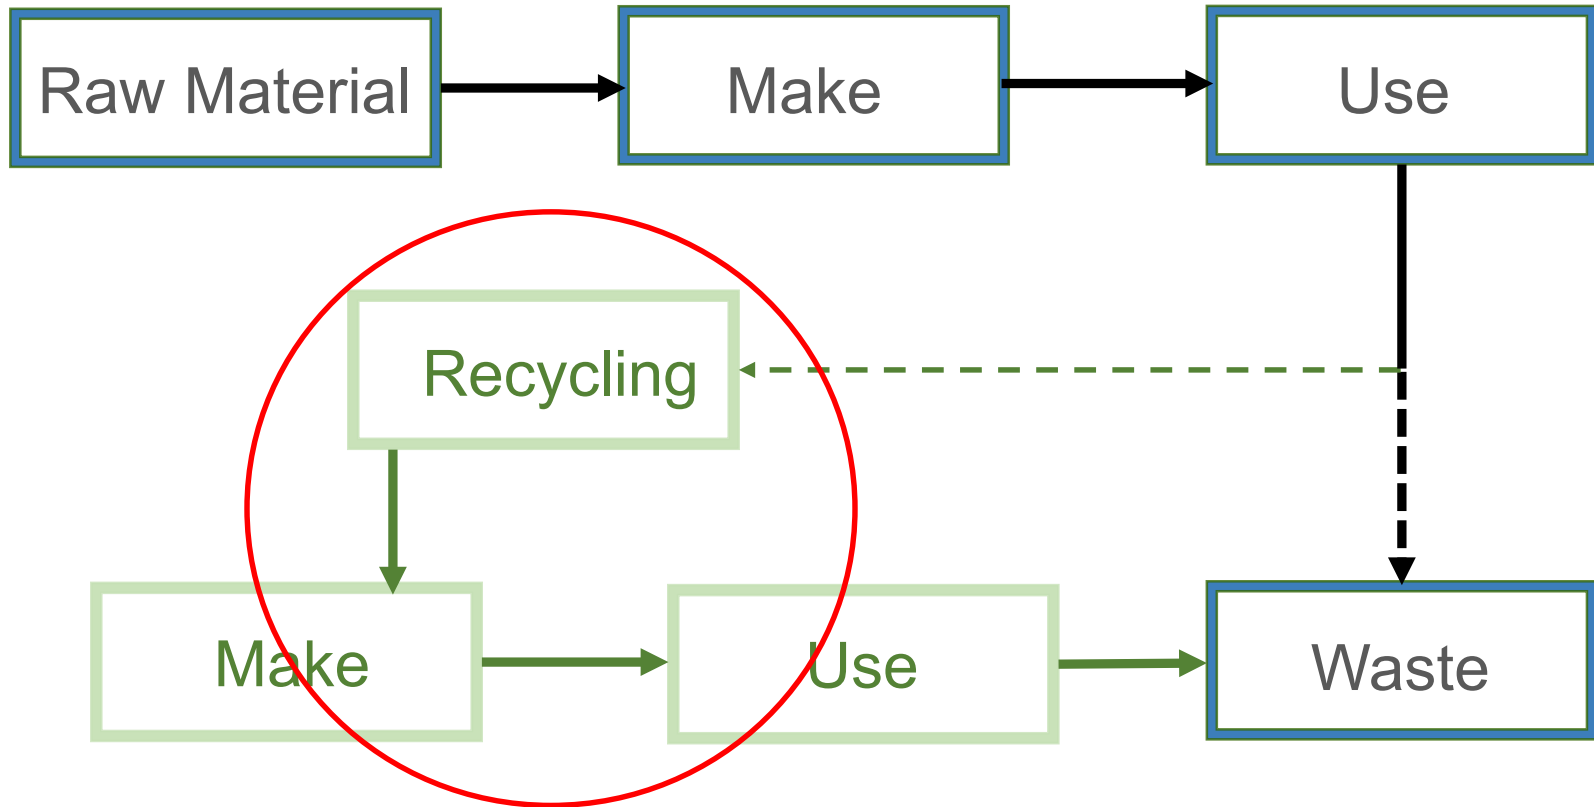 Raw Material
Make
Use
Recycling
Make
Use
Waste